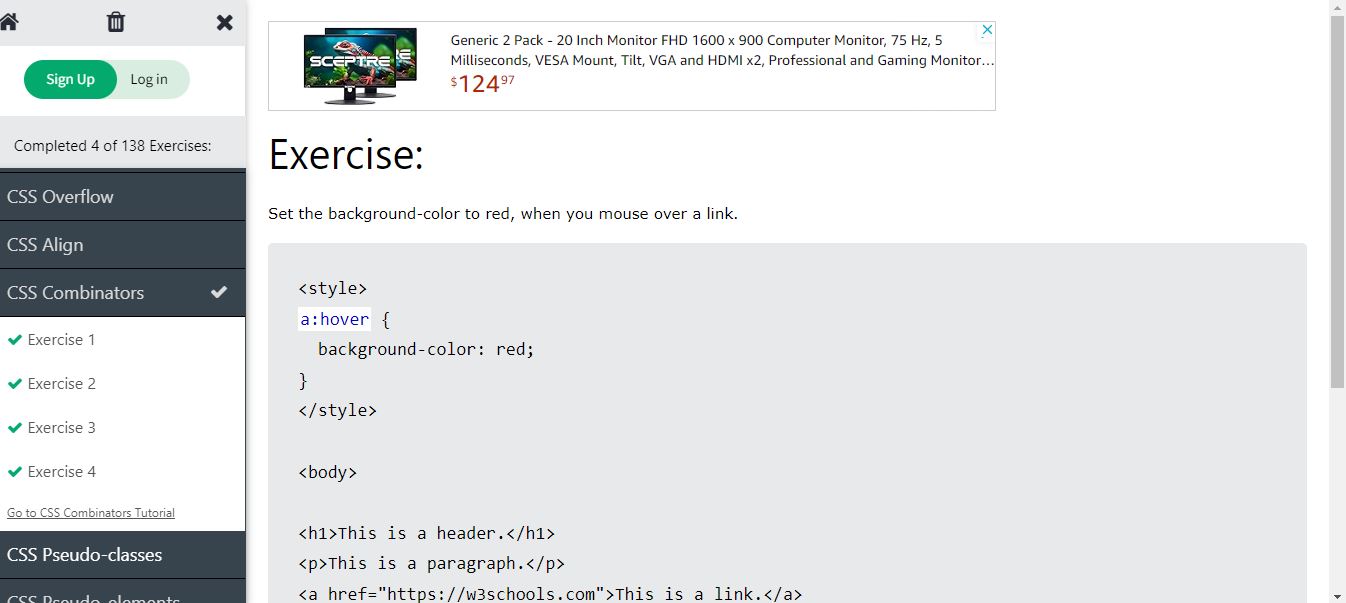 Sign Up
Log in
Completed 4 of 138 Exercises:
CSS Overflow
CSS Align
CSS Combinators
Exercise 1
Exercise 2
Exercise 3
Exercise 4
Go to CSS Combinators Tutorial
CSS Pseudo-classes
CSS Pseudo-elements
SCEPTRE
Generic 2 Pack - 20 Inch Monitor FHD 1600 x 900 Computer Monitor, 75 Hz, 5
Milliseconds, VESA Mount, Tilt, VGA and HDMI x2, Professional and Gaming Monitor...
$124⁹⁷
Exercise:
Set the background-color to red, when you mouse over a link.
<style>
a:hover {
  background-color: red;
}
</style>
<body>
<h1>This is a header.</h1>
<p>This is a paragraph.</p>
<a href="https://w3schools.com">This is a link.</a>